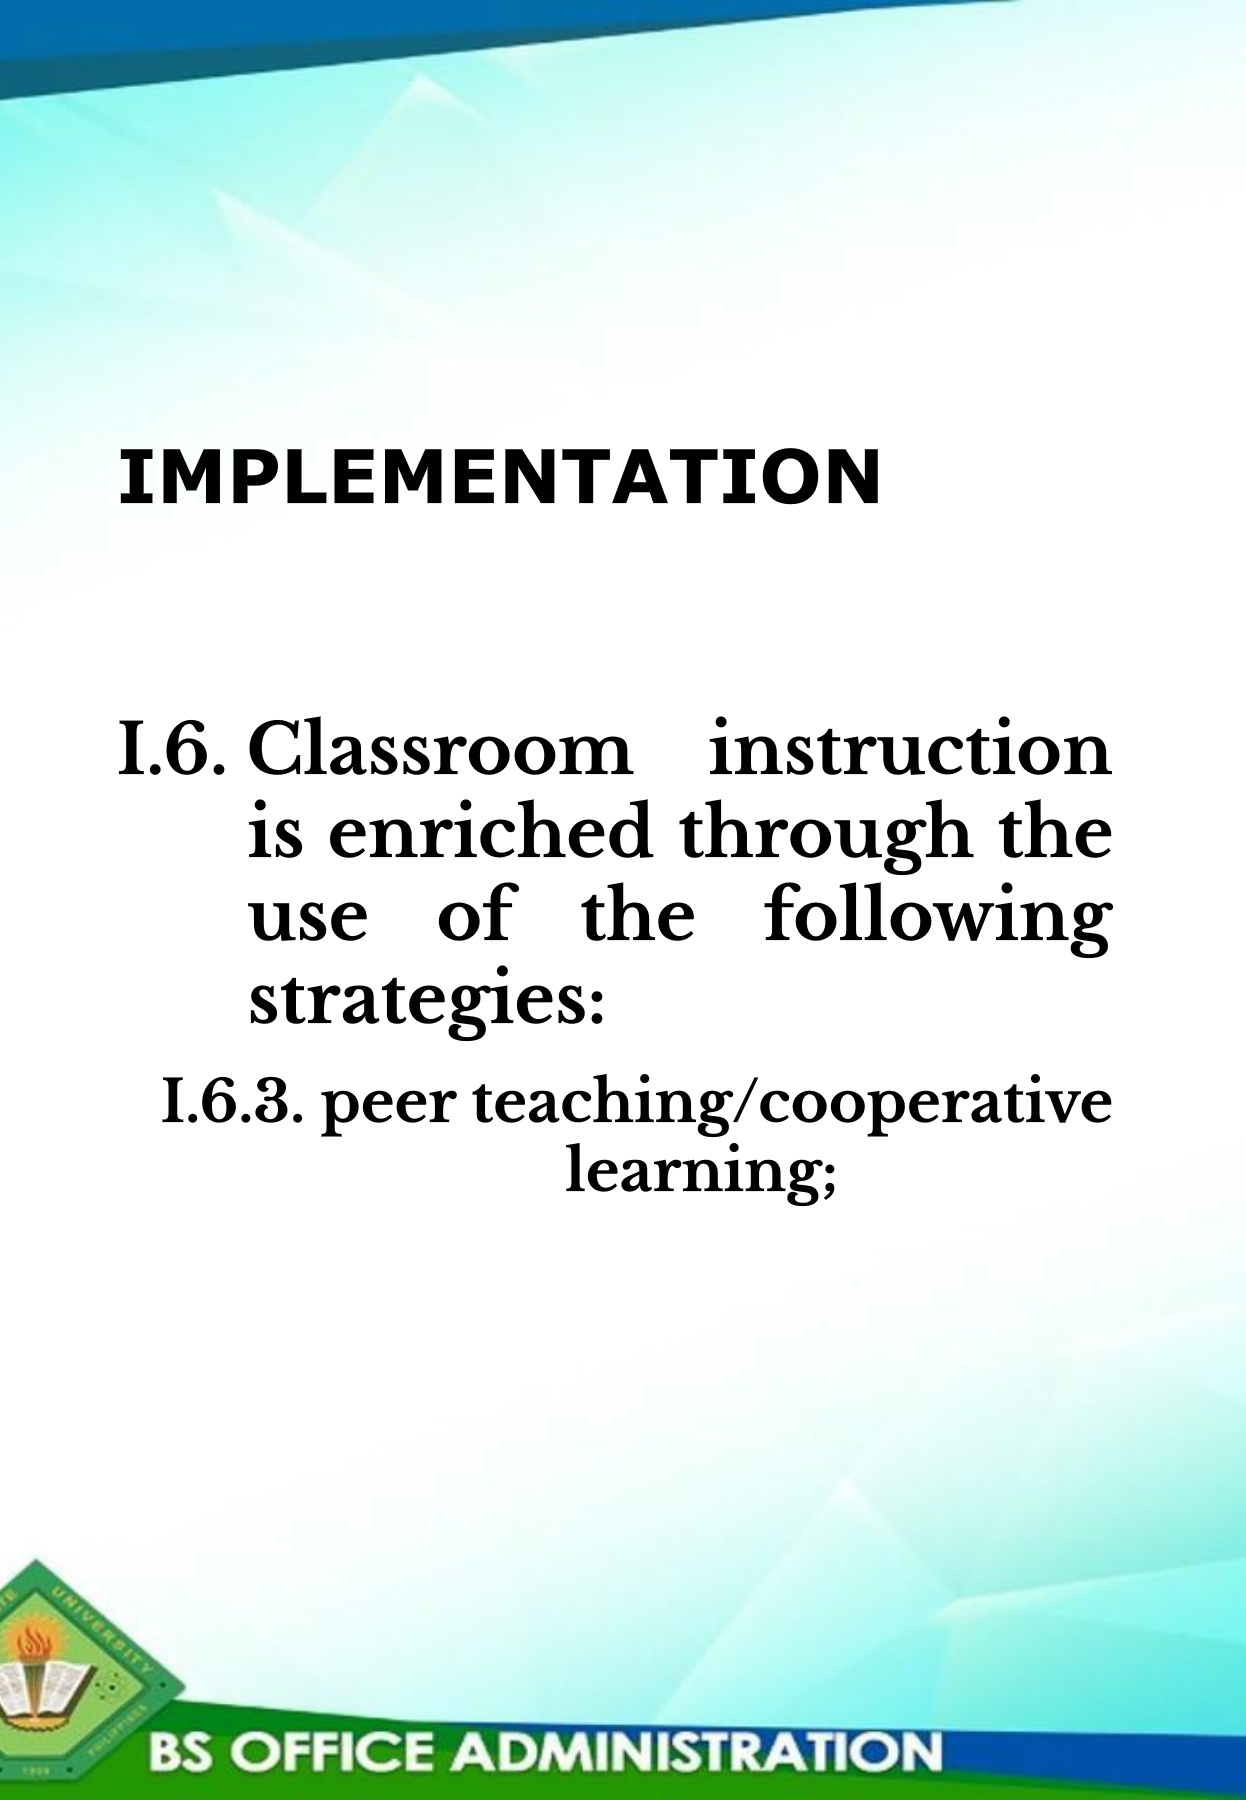 IMPLEMENTATION
I.6. Classroom instruction
is enriched through the
use of the following
strategies:
I.6.3. peer teaching/cooperative
learning;
UNIVERSITY
PHILIPPINES
BS OFFICE ADMINISTRATION